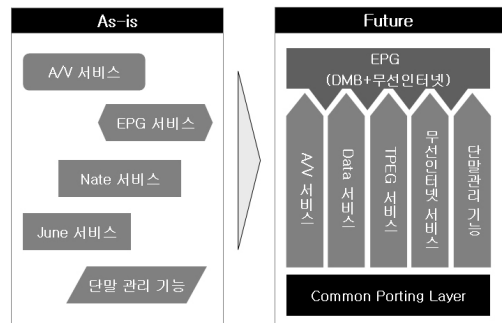 As-is
A/V 서비스
EPG 서비스
Nate 서비스
June 서비스
단말 관리 기능
Future
EPG
(DMB+무선인터넷)
A/V 서비스
Data 서비스
TPEG 서비스
무선인터넷 서비스
단말관리 기능
Common Porting Layer